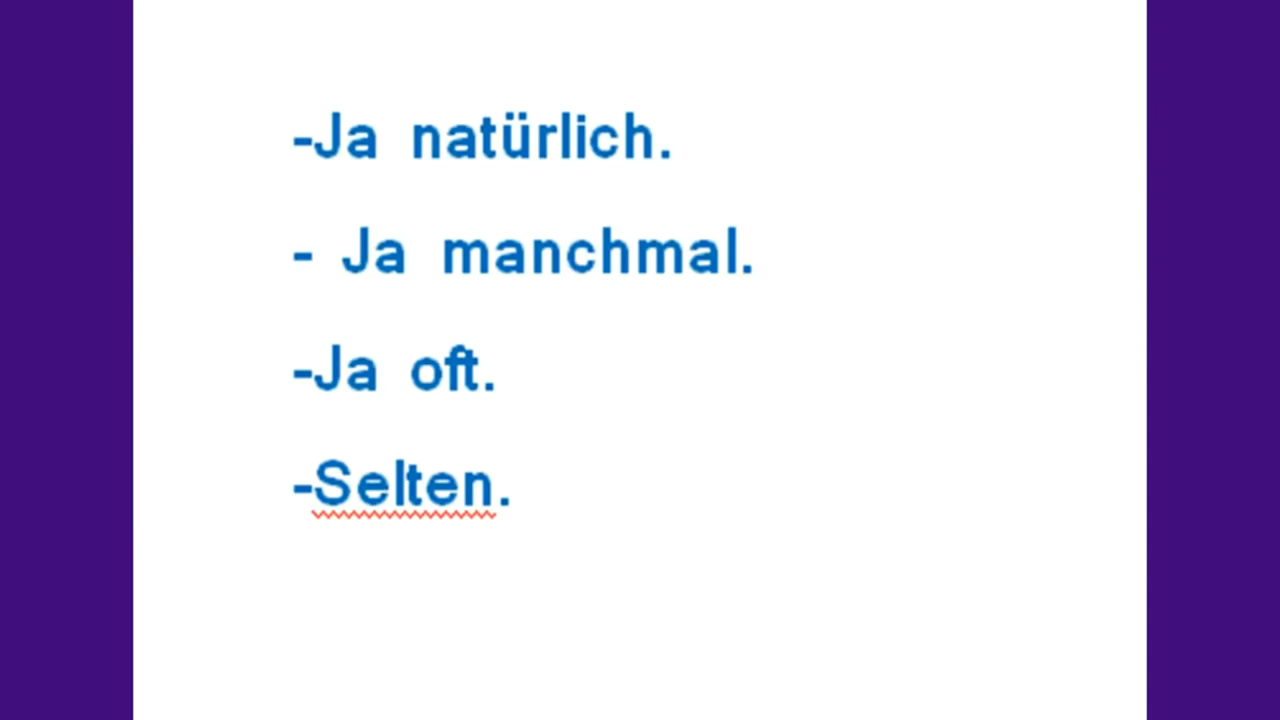 -Ja natürlich.
- Ja manchmal.
-Ja oft.
-Selten.